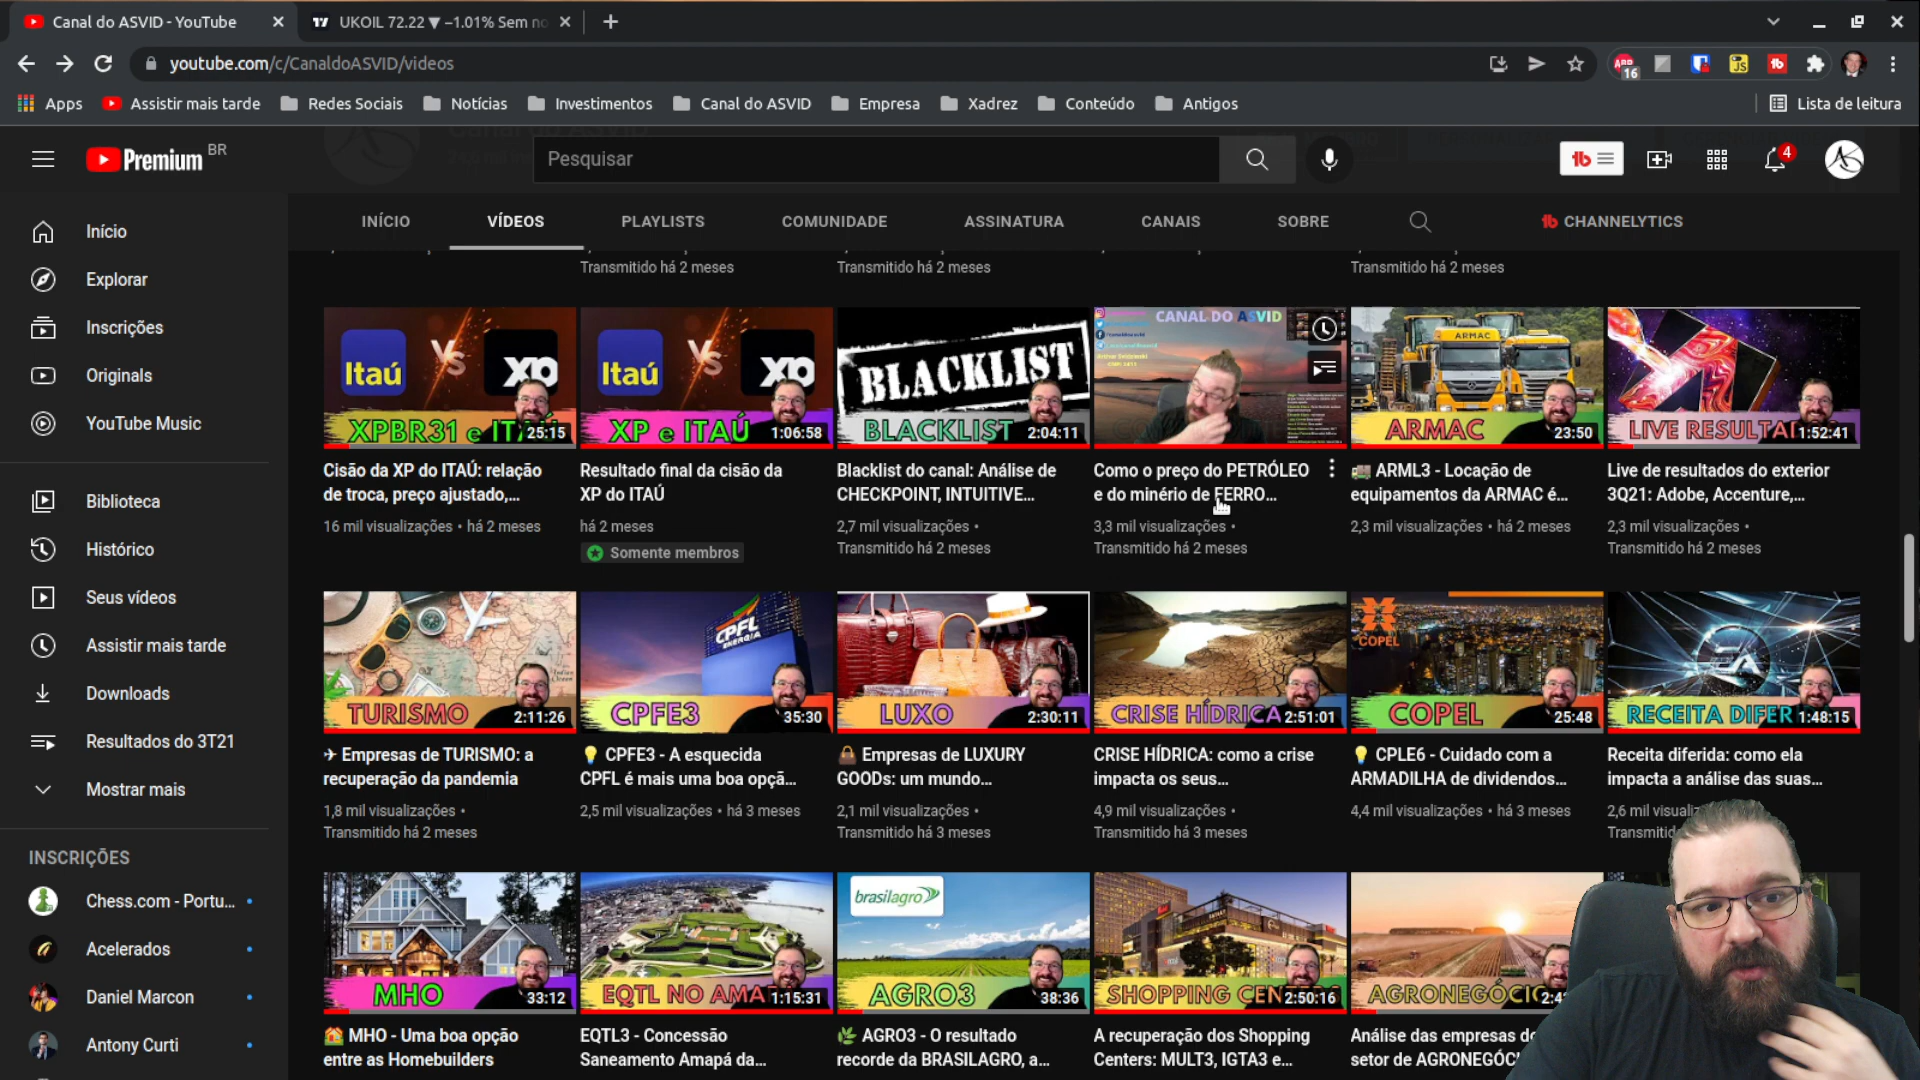 Canal do ASVID - YouTube
UKOIL 72.22 ▼ −1.01% Sem no
youtube.com/c/CanaldoASVID/videos
16
JS
Apps
Assistir mais tarde
Redes Sociais
Notícias
Investimentos
Canal do ASVID
Empresa
Xadrez
Conteúdo
Antigos
Lista de leitura
Premium BR
Pesquisar
4
INÍCIO
VÍDEOS
PLAYLISTS
COMUNIDADE
ASSINATURA
CANAIS
SOBRE
CHANNELYTICS
Início
Explorar
Inscrições
Originals
YouTube Music
Biblioteca
Histórico
Seus vídeos
Assistir mais tarde
Downloads
Resultados do 3T21
Mostrar mais
INSCRIÇÕES
Chess.com - Portu...
Acelerados
Daniel Marcon
Antony Curti
Transmitido há 2 meses
Transmitido há 2 meses
Transmitido há 2 meses
Itaú VS XP
XPBR31 e ITAÚ
25:15
Cisão da XP do ITAÚ: relação
de troca, preço ajustado,...
16 mil visualizações • há 2 meses
Itaú VS XP
XP e ITAÚ
1:06:58
Resultado final da cisão da
XP do ITAÚ
há 2 meses
Somente membros
BLACKLIST
BLACKLIST
2:04:11
Blacklist do canal: Análise de
CHECKPOINT, INTUITIVE...
2,7 mil visualizações •
Transmitido há 2 meses
CANAL DO ASVID
Como o preço do PETRÓLEO
e do minério de FERRO...
3,3 mil visualizações •
Transmitido há 2 meses
ARMAC
ARMAC
23:50
ARML3 - Locação de
equipamentos da ARMAC é...
2,3 mil visualizações • há 2 meses
LIVE RESULTA
1:52:41
Live de resultados do exterior
3Q21: Adobe, Accenture,...
2,3 mil visualizações •
Transmitido há 2 meses
TURISMO
2:11:26
✈ Empresas de TURISMO: a
recuperação da pandemia
1,8 mil visualizações •
Transmitido há 2 meses
CPFL
ENERGIA
CPFE3
35:30
💡 CPFE3 - A esquecida
CPFL é mais uma boa opçã...
2,5 mil visualizações • há 3 meses
LUXO
2:30:11
👜 Empresas de LUXURY
GOODs: um mundo...
2,1 mil visualizações •
Transmitido há 3 meses
CRISE HÍDRICA
2:51:01
CRISE HÍDRICA: como a crise
impacta os seus...
4,9 mil visualizações •
Transmitido há 3 meses
COPEL
COPEL
25:48
💡 CPLE6 - Cuidado com a
ARMADILHA de dividendos...
4,4 mil visualizações • há 3 meses
EA
RECEITA DIFER
1:48:15
Receita diferida: como ela
impacta a análise das suas...
2,6 mil visualiza
Transmitid
MHO
33:12
🏠 MHO - Uma boa opção
entre as Homebuilders
EQTL NO AMA
1:15:31
EQTL3 - Concessão
Saneamento Amapá da...
brasilagro
AGRO3
38:36
🌿 AGRO3 - O resultado
recorde da BRASILAGRO, a...
SHOPPING CEN
2:50:16
A recuperação dos Shopping
Centers: MULT3, IGTA3 e...
AGRONEGÓCIO
2:4
Análise das empresas do
setor de AGRONEGÓCI